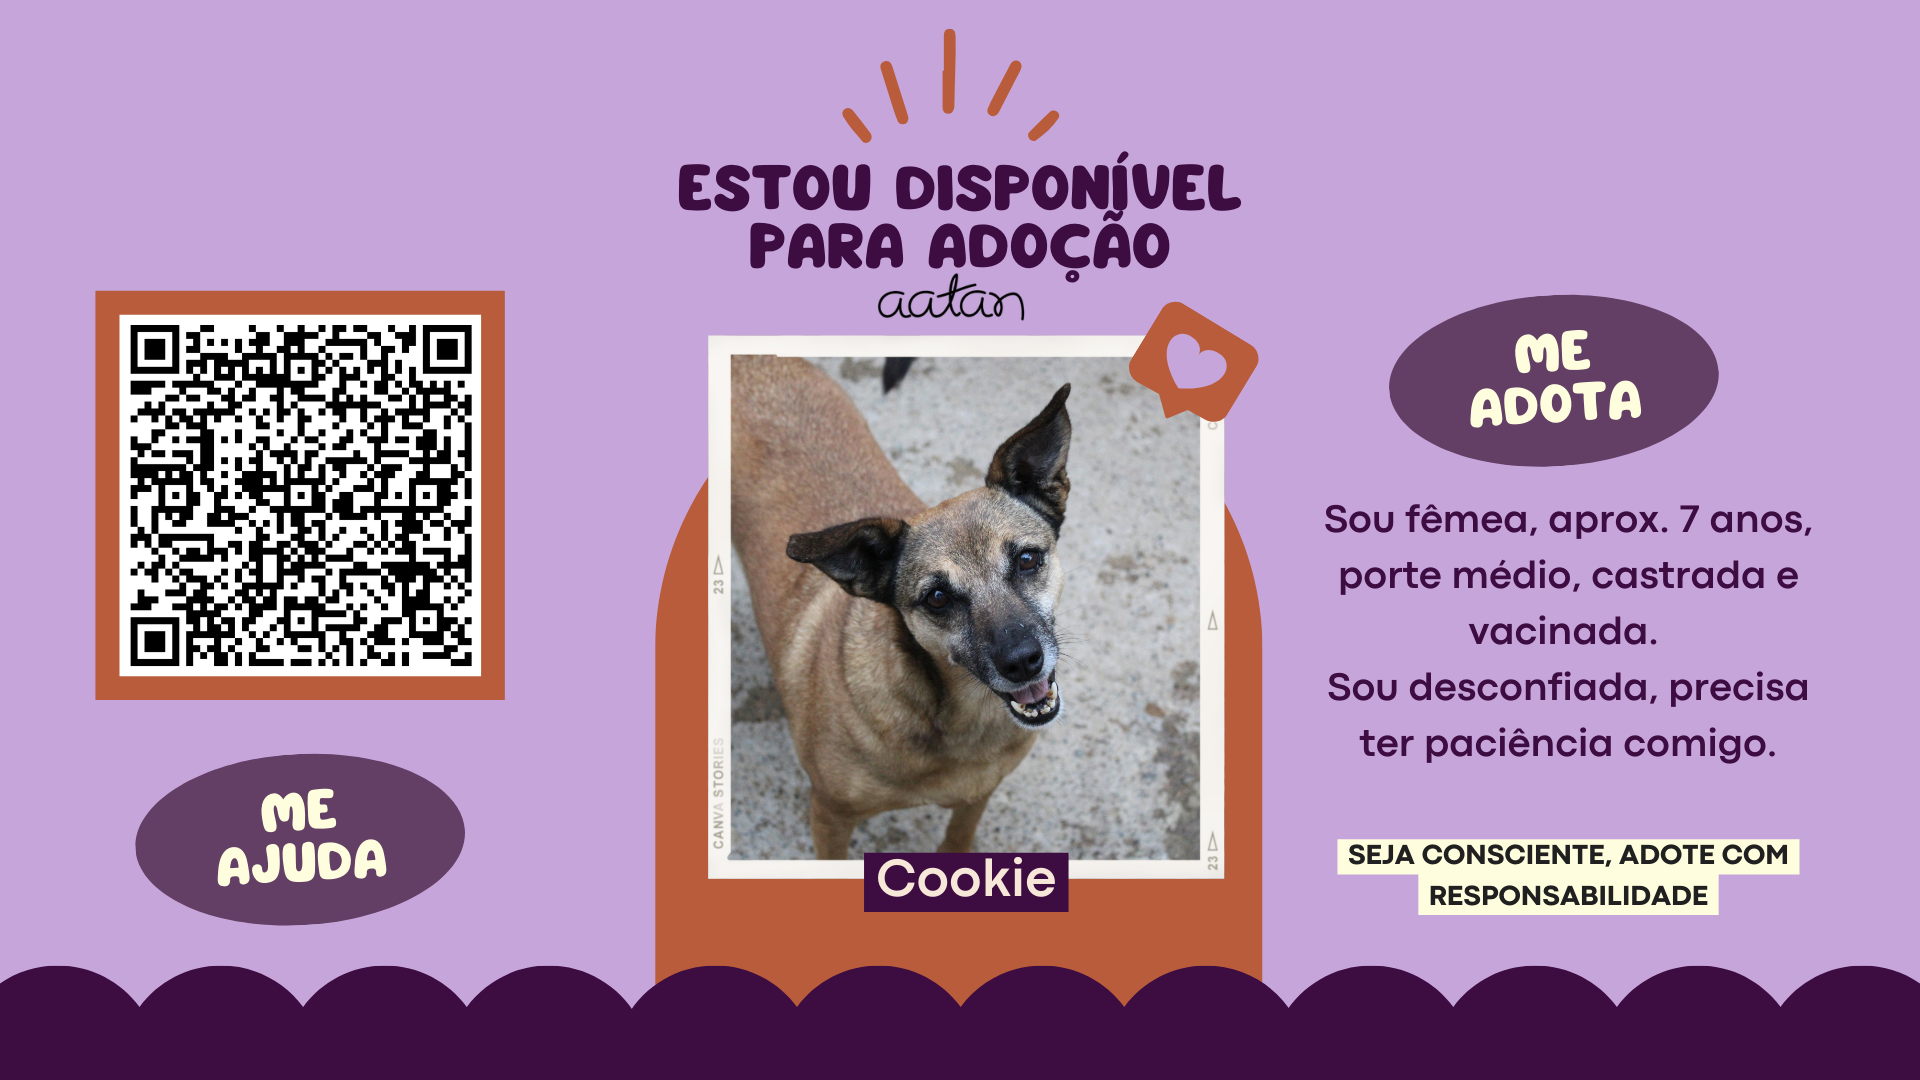 ESTOU DISPONÍVEL
PARA ADOÇÃO
aatan
ME
AJUDA
23
CANVA STORIES
23
Cookie
ME
ADOTA
Sou fêmea, aprox. 7 anos,
porte médio, castrada e
vacinada.
Sou desconfiada, precisa
ter paciência comigo.
SEJA CONSCIENTE, ADOTE COM
RESPONSABILIDADE